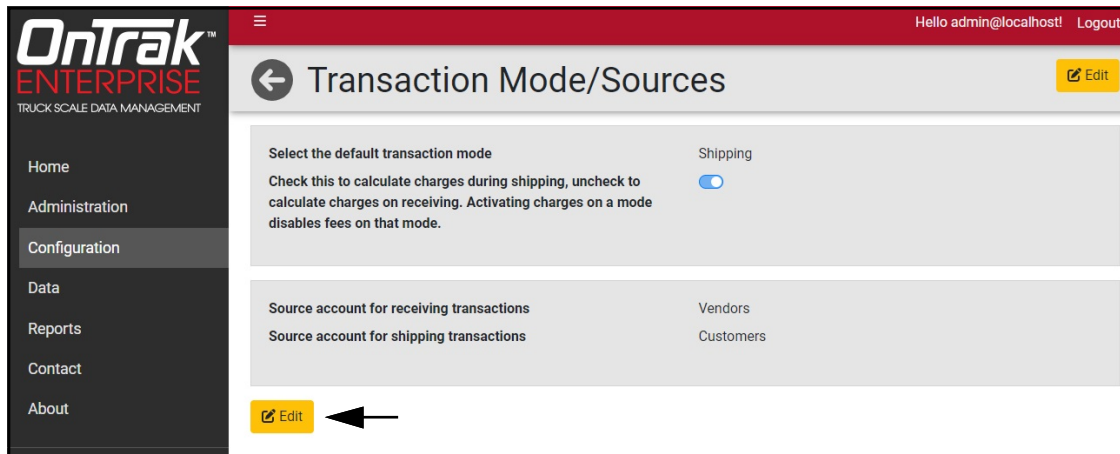 OnTrak™
ENTERPRISE
TRUCK SCALE DATA MANAGEMENT
Home
Administration
Configuration
Data
Reports
Contact
About
Hello admin@localhost! Logout
Transaction Mode/Sources
Edit
Select the default transaction mode Shipping
Check this to calculate charges during shipping, uncheck to
calculate charges on receiving. Activating charges on a mode
disables fees on that mode.
Source account for receiving transactions Vendors
Source account for shipping transactions Customers
Edit